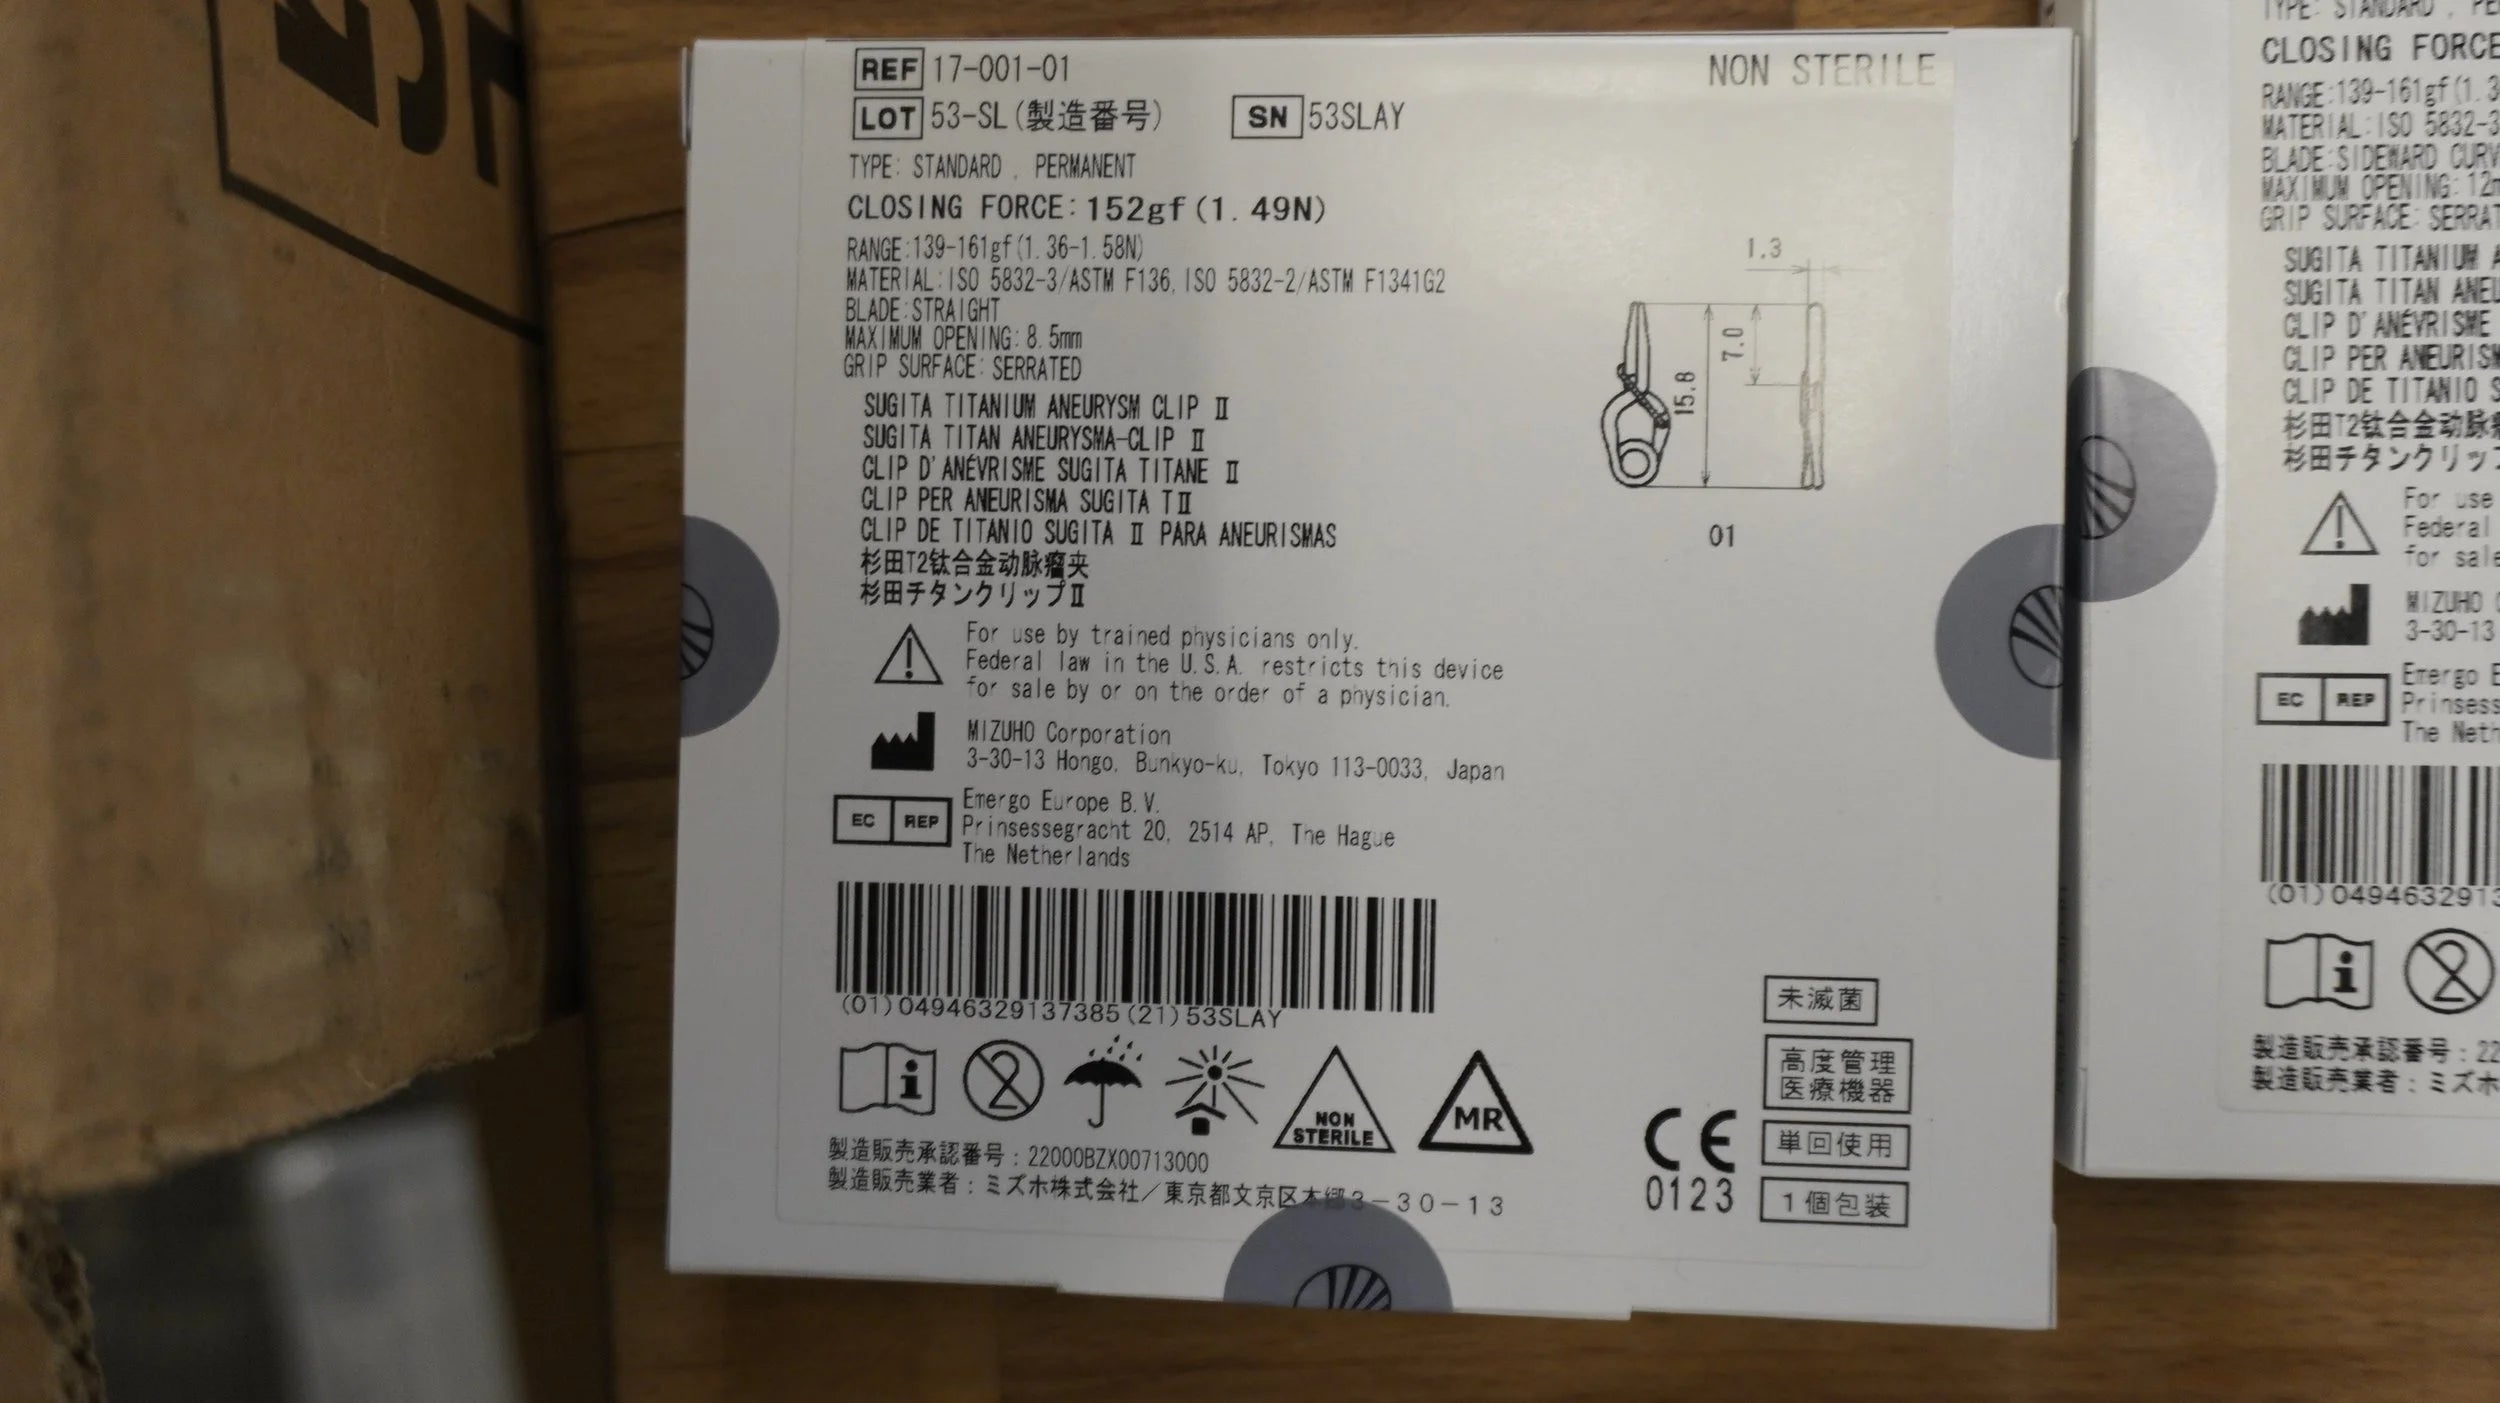 REF 17-001-01
NON STERILE
LOT 53-SL(製造番号) SN 53SLAY
TYPE: STANDARD , PERMANENT
CLOSING FORCE: 152gf(1.49N)
RANGE:139-161gf(1.36-1.58N)
MATERIAL:ISO 5832-3/ASTM F136, ISO 5832-2/ASTM F1341G2
BLADE:STRAIGHT
MAXIMUM OPENING: 8.5mm
GRIP SURFACE: SERRATED
1.3
7.0
15.8
01
SUGITA TITANIUM ANEURYSM CLIP Ⅱ
SUGITA TITAN ANEURYSMA-CLIP Ⅱ
CLIP D'ANÉVRISME SUGITA TITANE Ⅱ
CLIP PER ANEURISMA SUGITA TⅡ
CLIP DE TITANIO SUGITA Ⅱ PARA ANEURISMAS
杉田T2钛合金动脉瘤夹
杉田チタンクリップⅡ
For use by trained physicians only.
Federal law in the U.S.A. restricts this device
for sale by or on the order of a physician.
MIZUHO Corporation
3-30-13 Hongo, Bunkyo-ku, Tokyo 113-0033, Japan
EC REP
Emergo Europe B.V.
Prinsessegracht 20, 2514 AP, The Hague
The Netherlands
(01)04946329137385(21)53SLAY
NON
STERILE
MR
製造販売承認番号：22000BZX00713000
製造販売業者：ミズホ株式会社／東京都文京区本郷３－３０－１３
CE
0123
未滅菌
高度管理
医療機器
単回使用
１個包装
TYPE: STANDARD , PE
CLOSING FORCE
RANGE:139-161gf(1.3
MATERIAL:ISO 5832-3
BLADE:SIDEWARD CURV
MAXIMUM OPENING: 12m
GRIP SURFACE: SERRAT
SUGITA TITANIUM A
SUGITA TITAN ANEU
CLIP D'ANÉVRISME
CLIP PER ANEURISM
CLIP DE TITANIO S
杉田T2钛合金动脉
杉田チタンクリッ
For use
Federal
for sale
MIZUHO
3-30-13
EC REP
Emergo E
Prinsess
The Neth
(01)0494632913
製造販売承認番号：22
製造販売業者：ミズホ